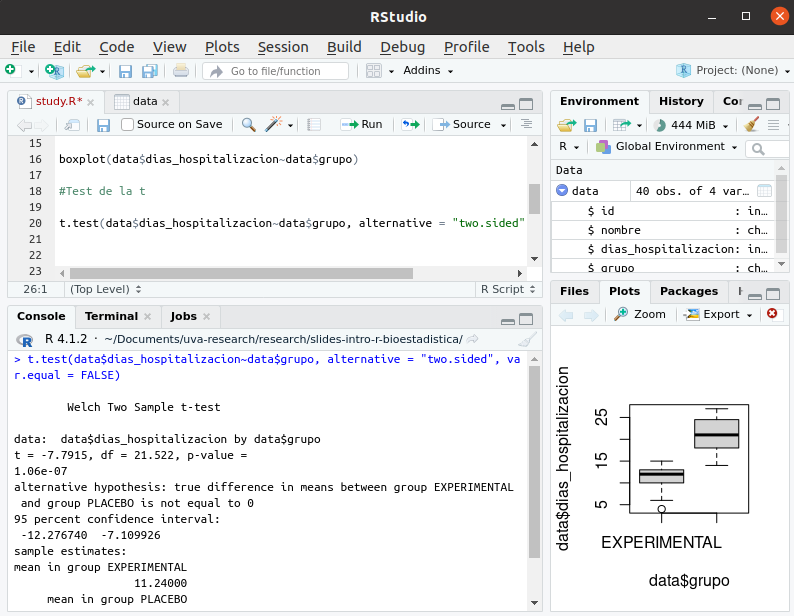 RStudio
File Edit Code View Plots Session Build Debug Profile Tools Help
Go to file/function
Addins
Project: (None)
study.R*
data
Source on Save
Run
Source
15
16 boxplot(data$dias_hospitalizacion~data$grupo)
17
18 #Test de la t
19
20 t.test(data$dias_hospitalizacion~data$grupo, alternative = "two.sided"
21
22
23
26:1 (Top Level) R Script
Console Terminal Jobs
R 4.1.2 · ~/Documents/uva-research/research/slides-intro-r-bioestadistica/
> t.test(data$dias_hospitalizacion~data$grupo, alternative = "two.sided", va
r.equal = FALSE)
Welch Two Sample t-test
data:  data$dias_hospitalizacion by data$grupo
t = -7.7915, df = 21.522, p-value =
1.06e-07
alternative hypothesis: true difference in means between group EXPERIMENTAL
and group PLACEBO is not equal to 0
95 percent confidence interval:
-12.276740  -7.109926
sample estimates:
mean in group EXPERIMENTAL
11.24000
mean in group PLACEBO
Environment History Co
444 MiB
R Global Environment
Data
data 40 obs. of 4 var…
$ id : in…
$ nombre : ch…
$ dias_hospitalizacion: in…
$ grupo : ch…
Files Plots Packages
Zoom Export
data$dias_hospitalizacion
25
15
5
EXPERIMENTAL
data$grupo